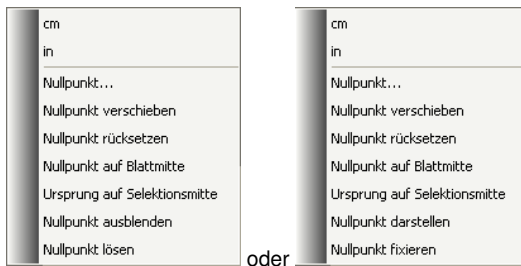 cm
in
Nullpunkt...
Nullpunkt verschieben
Nullpunkt rücksetzen
Nullpunkt auf Blattmitte
Ursprung auf Selektionsmitte
Nullpunkt ausblenden
Nullpunkt lösen
oder
cm
in
Nullpunkt...
Nullpunkt verschieben
Nullpunkt rücksetzen
Nullpunkt auf Blattmitte
Ursprung auf Selektionsmitte
Nullpunkt darstellen
Nullpunkt fixieren